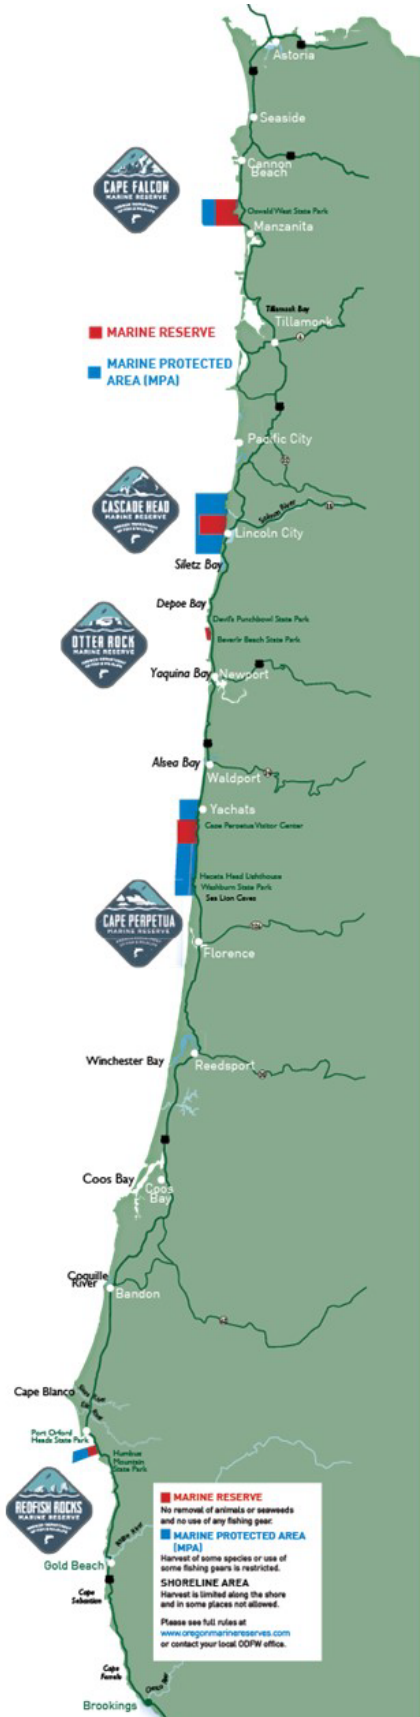 Astoria
Seaside
Cannon
Beach
CAPE FALCON
MARINE RESERVE
Oswald West State Park
Manzanita
Tillamook Bay
Tillamook
MARINE RESERVE
MARINE PROTECTED
AREA (MPA)
Pacific City
CASCADE HEAD
MARINE RESERVE
Salmon River
Lincoln City
Siletz Bay
Depoe Bay
Devil's Punchbowl State Park
OTTER ROCK
MARINE RESERVE
Beverly Beach State Park
Yaquina Bay
Newport
Alsea Bay
Waldport
Yachats
Cape Perpetua Visitor Center
Heceta Head Lighthouse
Washburn State Park
Sea Lion Caves
CAPE PERPETUA
MARINE RESERVE
Florence
Winchester Bay
Reedsport
Coos Bay
Coos
Bay
Coquille
River
Bandon
Cape Blanco
Port Orford
Heads State Park
Humbug
Mountain
State Park
REDFISH ROCKS
MARINE RESERVE
MARINE RESERVE
No removal of animals or seaweeds
and no use of any fishing gear.
MARINE PROTECTED AREA
(MPA)
Harvest of some species or use of
some fishing gears is restricted.
SHORELINE AREA
Harvest is limited along the shore
and in some places not allowed.
Please see full rules at
www.oregonmarinereserves.com
or contact your local ODFW office.
Gold Beach
Cape
Sebastian
Cape
Ferrelo
Brookings